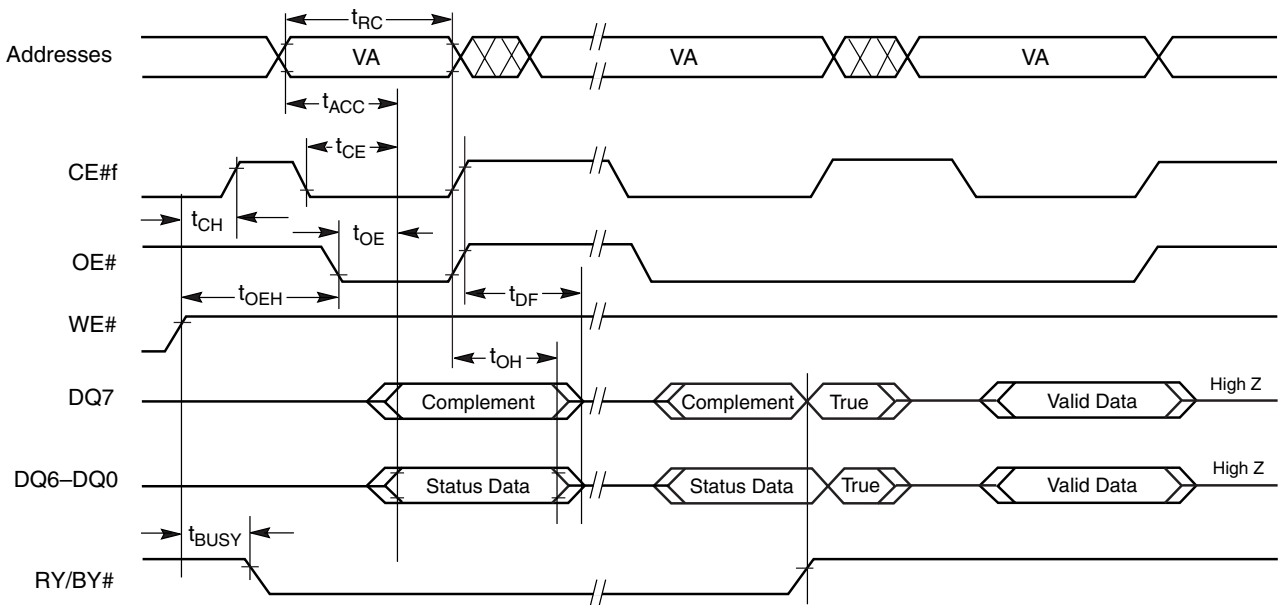 tRC
Addresses VA VA VA
tACC
tCE
CE#f
tCH
tOE
OE#
tOEH
tDF
WE#
tOH
DQ7 Complement Complement True Valid Data High Z
DQ6–DQ0 Status Data Status Data True Valid Data High Z
tBUSY
RY/BY#